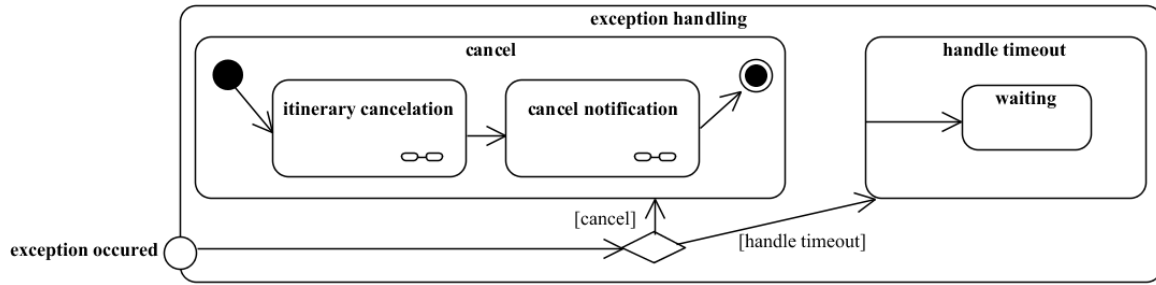 exception handling
cancel
handle timeout
itinerary cancelation
cancel notification
waiting
[cancel]
[handle timeout]
exception occured